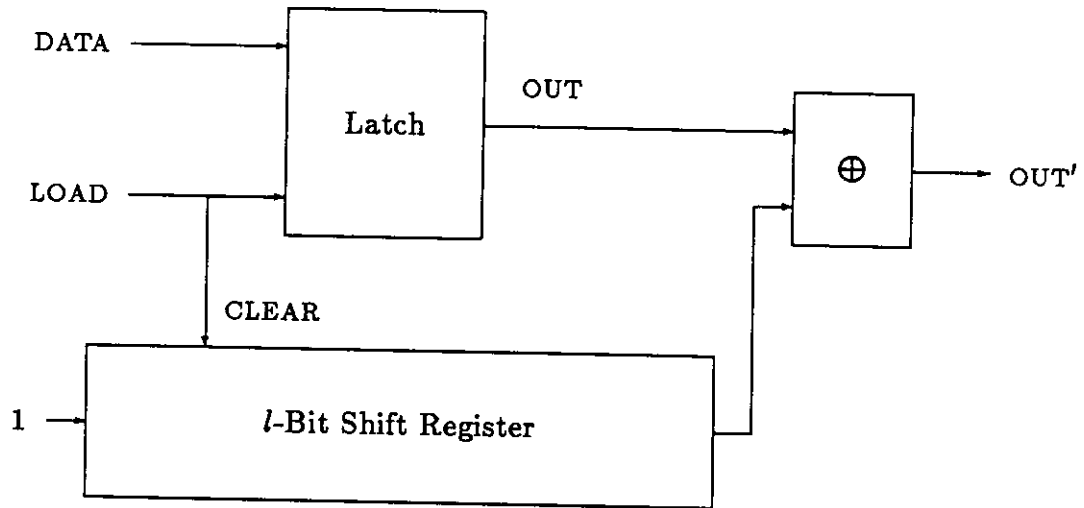 DATA
OUT
Latch
⊕
LOAD
OUT′
CLEAR
1
l-Bit Shift Register